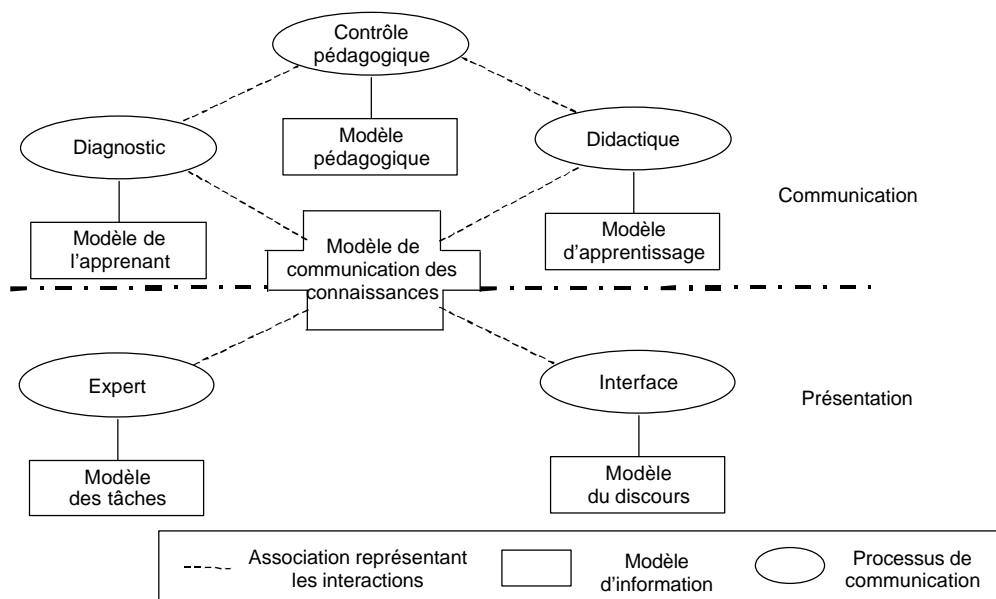 Contrôle
pédagogique
Diagnostic
Modèle
pédagogique
Didactique
Communication
Modèle de
l'apprenant
Modèle de
communication des
connaissances
Modèle
d'apprentissage
Expert
Interface
Présentation
Modèle
des tâches
Modèle
du discours
Association représentant
les interactions
Modèle
d'information
Processus de
communication